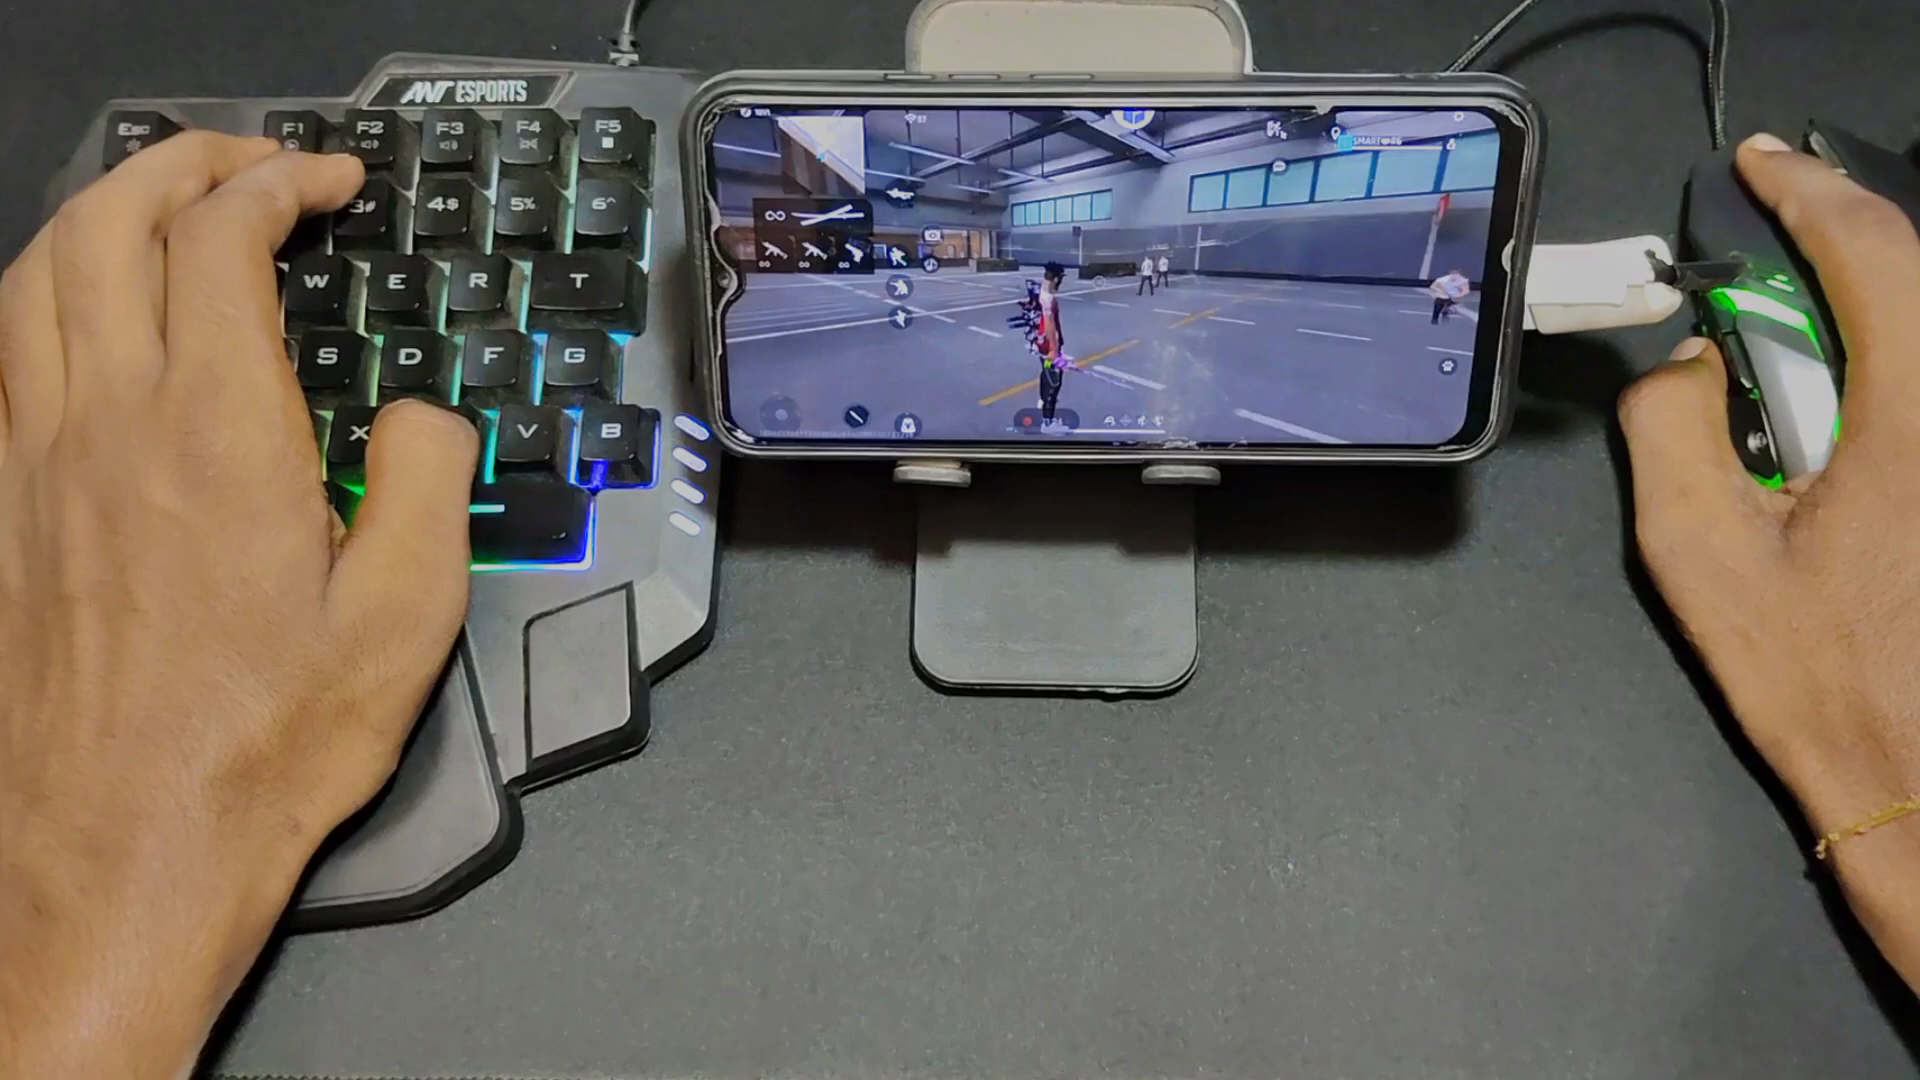 ANT ESPORTS
Esc F1 F2 F3 F4 F5
3# 4$ 5% 6^
W E R T
S D F G
X V B